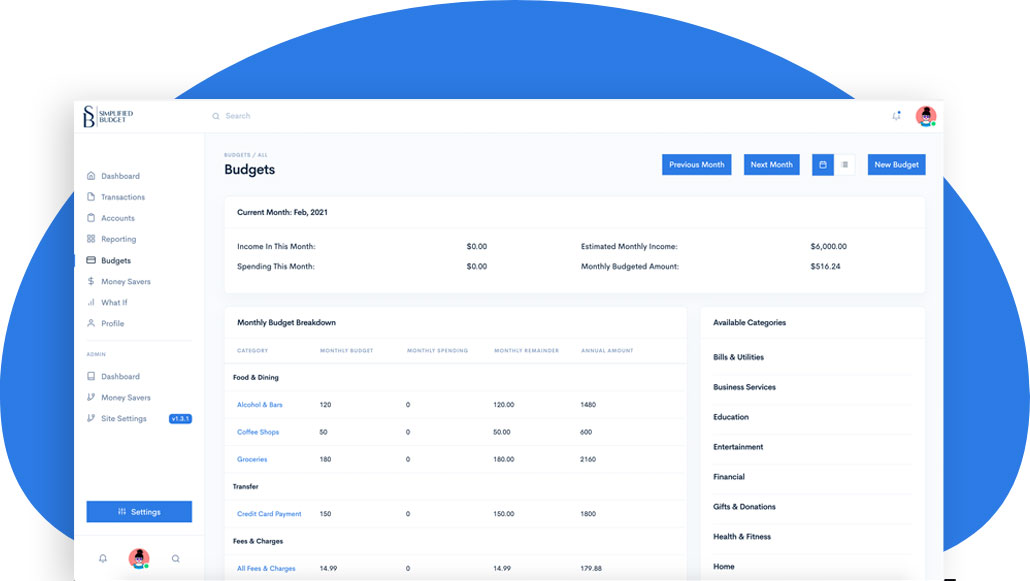 SIMPLIFIED
BUDGET
Search
Dashboard
Transactions
Accounts
Reporting
Budgets
Money Savers
What If
Profile
ADMIN
Dashboard
Money Savers
Site Settings v1.3.1
Settings
BUDGETS / ALL
Budgets
Previous Month Next Month New Budget
Current Month: Feb, 2021
Income In This Month: $0.00 Estimated Monthly Income: $6,000.00
Spending This Month: $0.00 Monthly Budgeted Amount: $516.24
Monthly Budget Breakdown
CATEGORY MONTHLY BUDGET MONTHLY SPENDING MONTHLY REMAINDER ANNUAL AMOUNT
Food & Dining
Alcohol & Bars 120 0 120.00 1480
Coffee Shops 50 0 50.00 600
Groceries 180 0 180.00 2160
Transfer
Credit Card Payment 150 0 150.00 1800
Fees & Charges
All Fees & Charges 14.99 0 14.99 179.88
Available Categories
Bills & Utilities
Business Services
Education
Entertainment
Financial
Gifts & Donations
Health & Fitness
Home